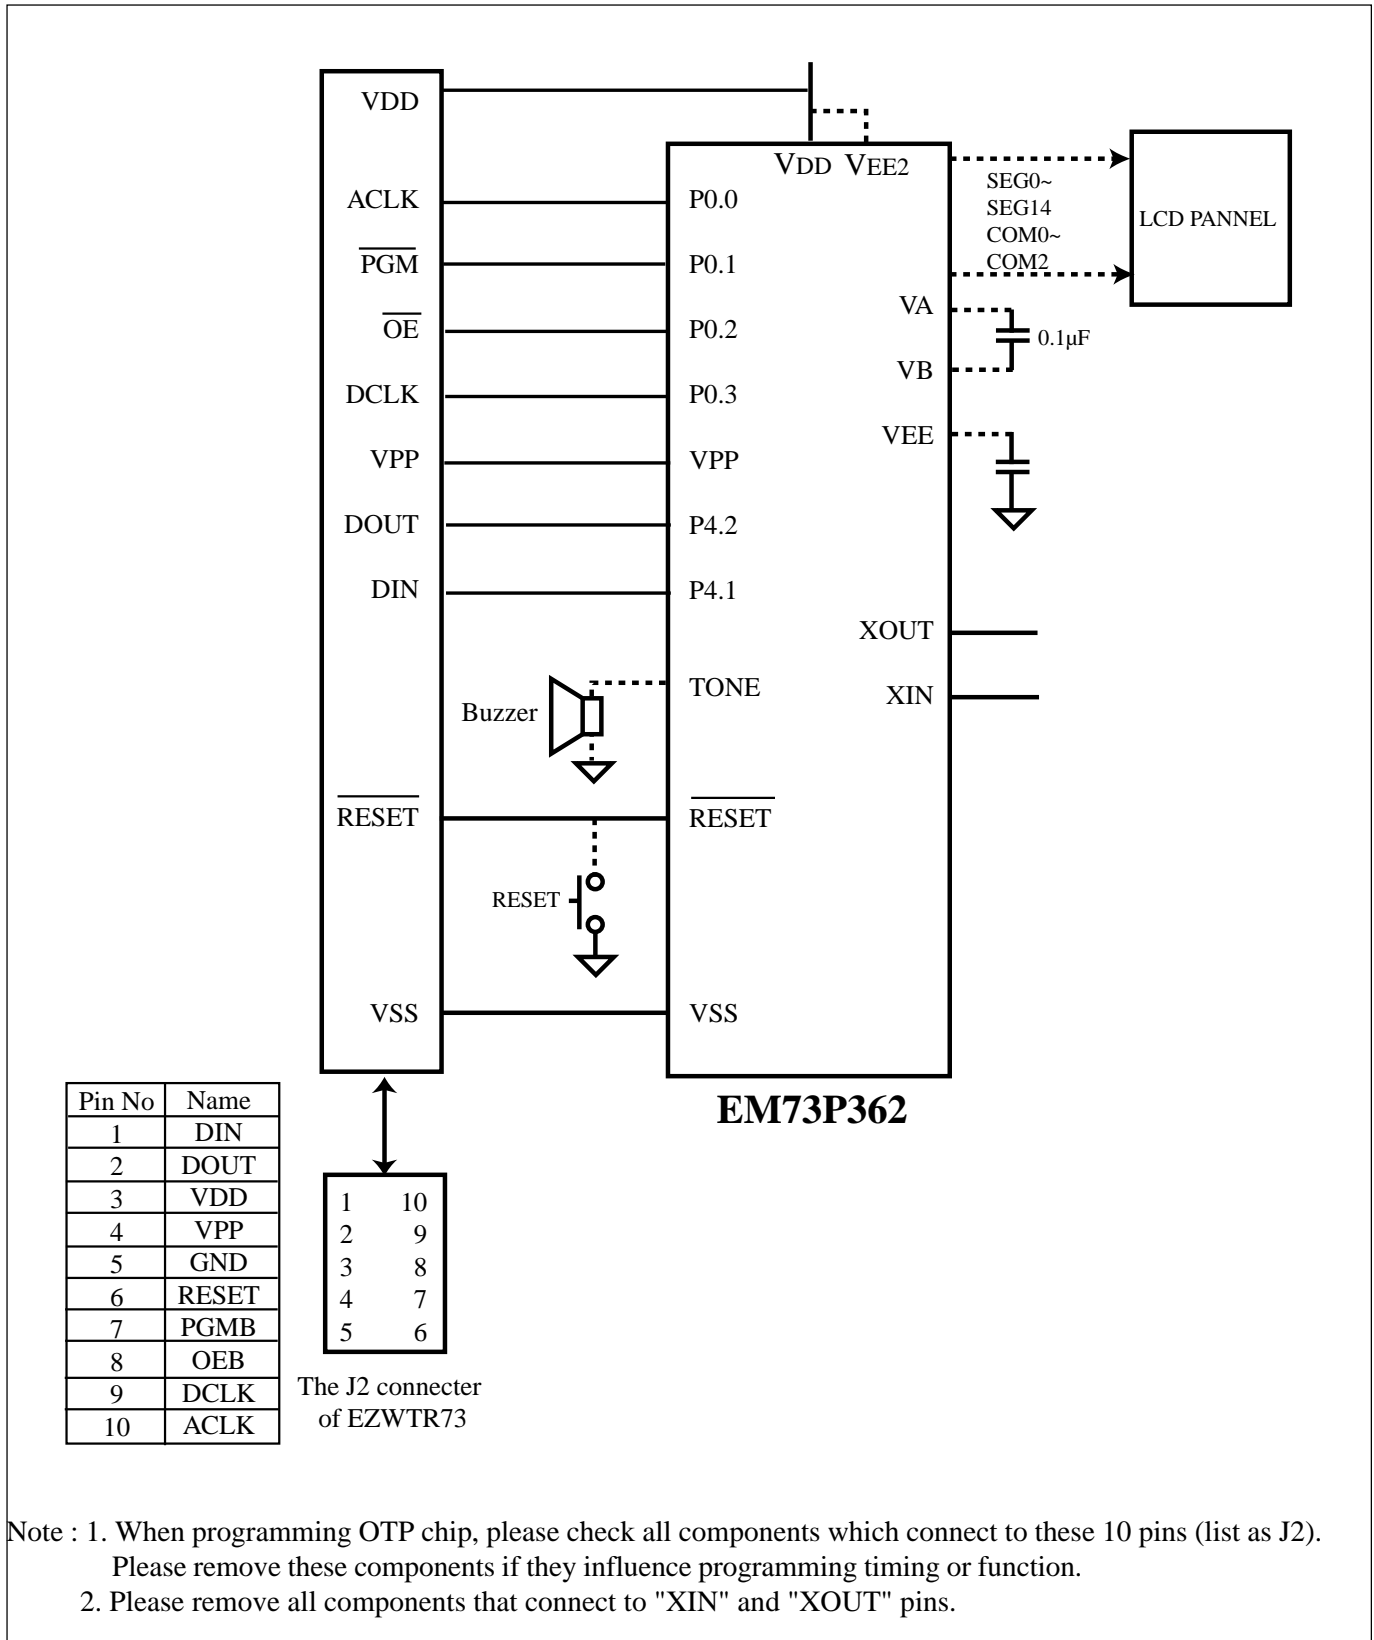 VDD
ACLK
PGM
OE
DCLK
VPP
DOUT
DIN
RESET
VSS
VDD VEE2
P0.0
P0.1
P0.2
P0.3
VPP
P4.2
P4.1
TONE
RESET
VSS
VA
VB
VEE
XOUT
XIN
SEG0~
SEG14
COM0~
COM2
LCD PANNEL
0.1µF
Buzzer
RESET
EM73P362
Pin No Name
1 DIN
2 DOUT
3 VDD
4 VPP
5 GND
6 RESET
7 PGMB
8 OEB
9 DCLK
10 ACLK
1 10
2 9
3 8
4 7
5 6
The J2 connecter
of EZWTR73
Note : 1. When programming OTP chip, please check all components which connect to these 10 pins (list as J2).
Please remove these components if they influence programming timing or function.
2. Please remove all components that connect to "XIN" and "XOUT" pins.